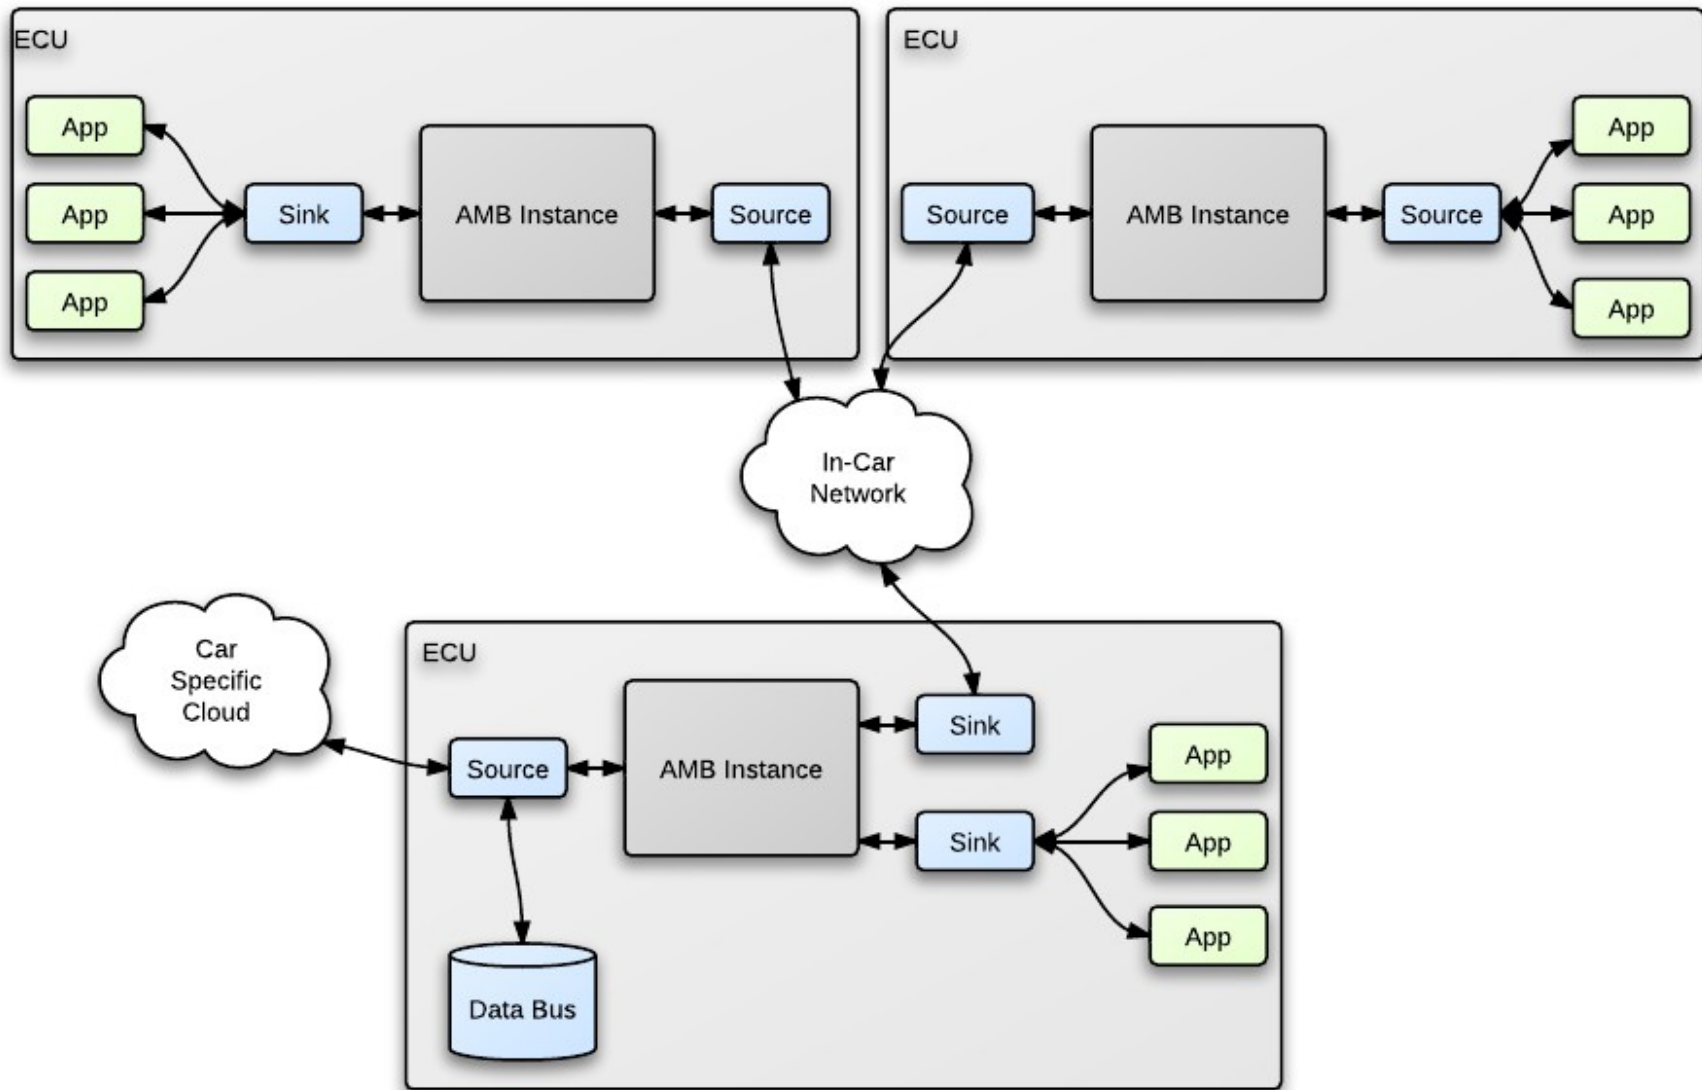 ECU
App
App
App
Sink
AMB Instance
Source
ECU
Source
AMB Instance
Source
App
App
App
In-Car
Network
Car
Specific
Cloud
ECU
Source
AMB Instance
Sink
Sink
App
App
App
Data Bus